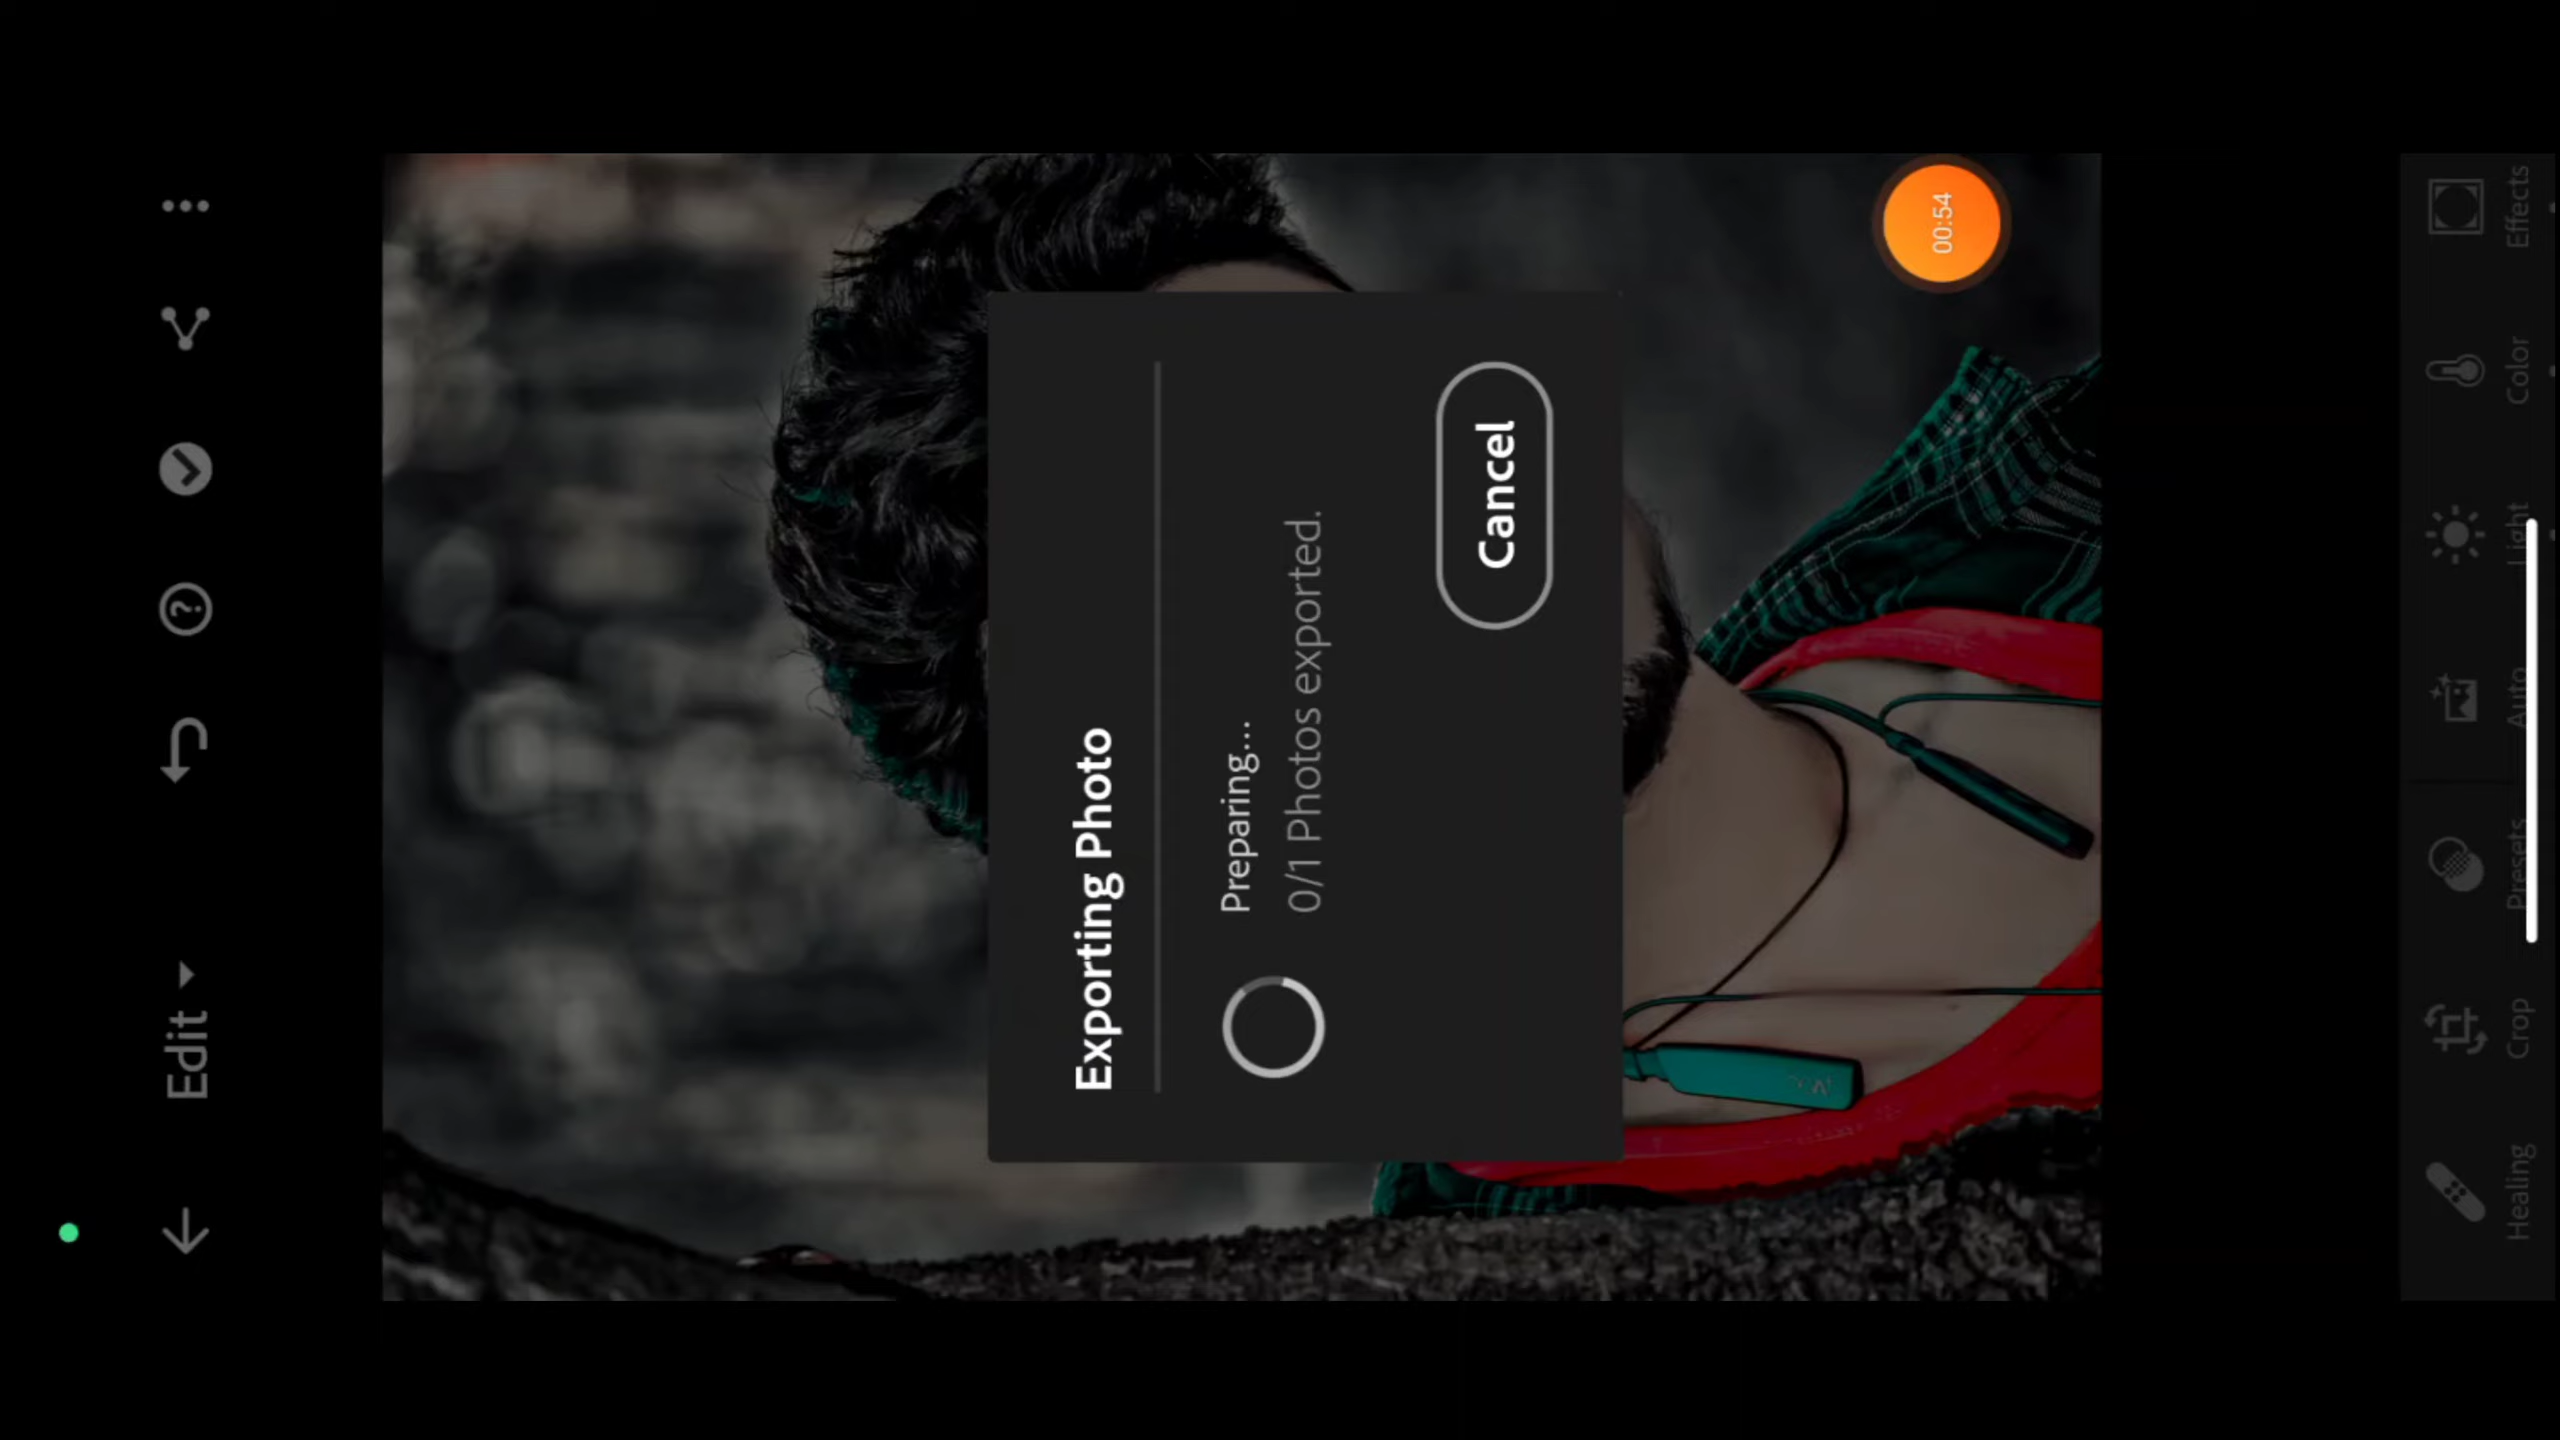 Edit
00:54
Exporting Photo
Preparing...
0/1 Photos exported.
Cancel
Healing
Crop
Presets
Auto
Light
Color
Effects